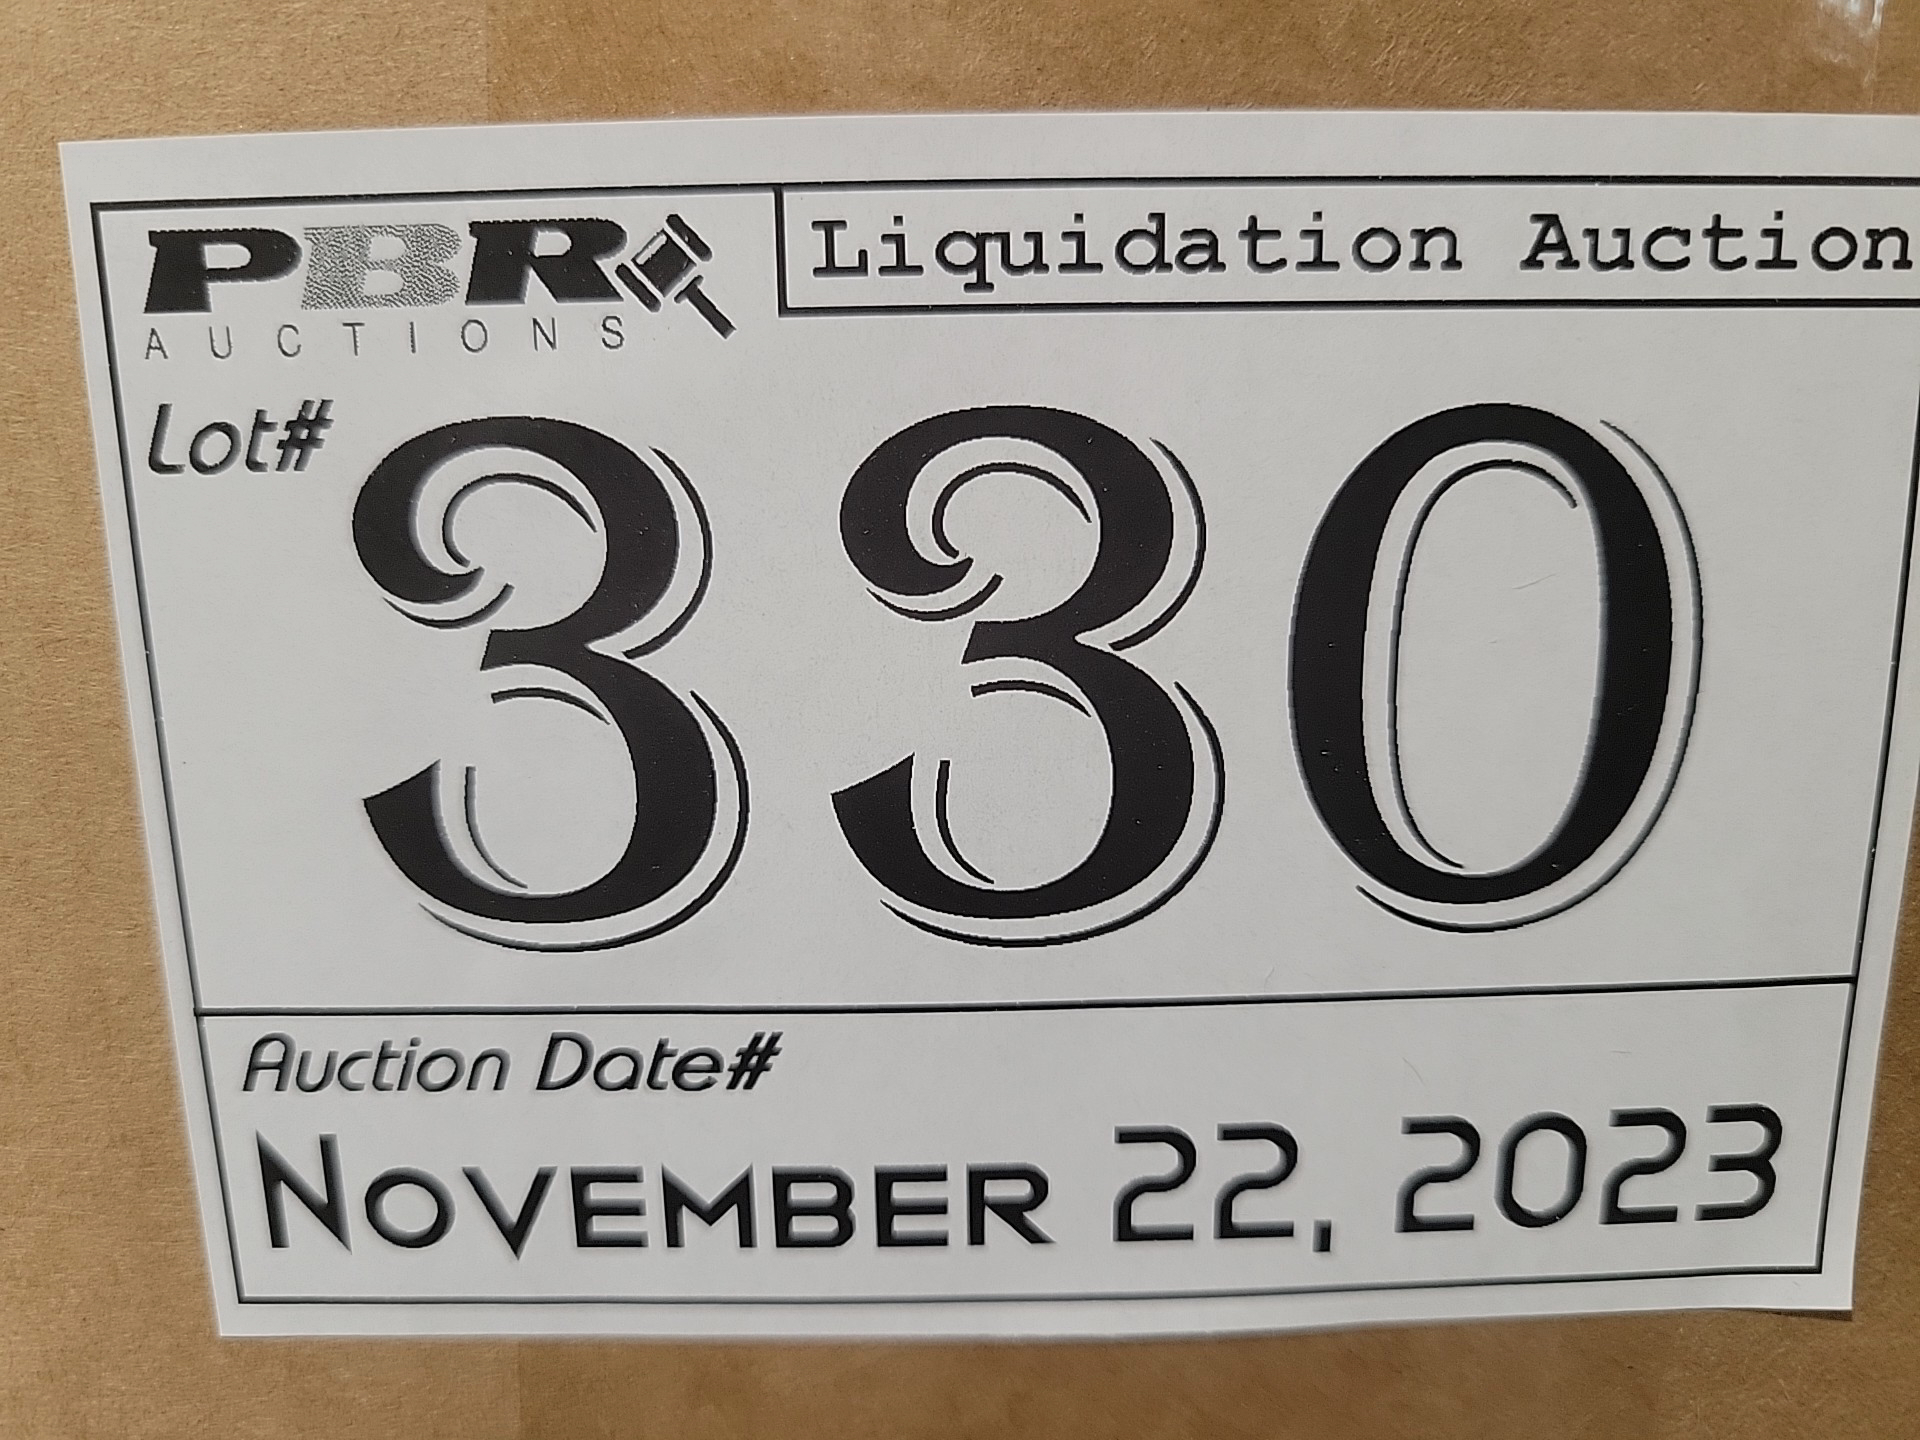 PBR
AUCTIONS
Liquidation Auction
Lot#
330
Auction Date#
NOVEMBER 22, 2023